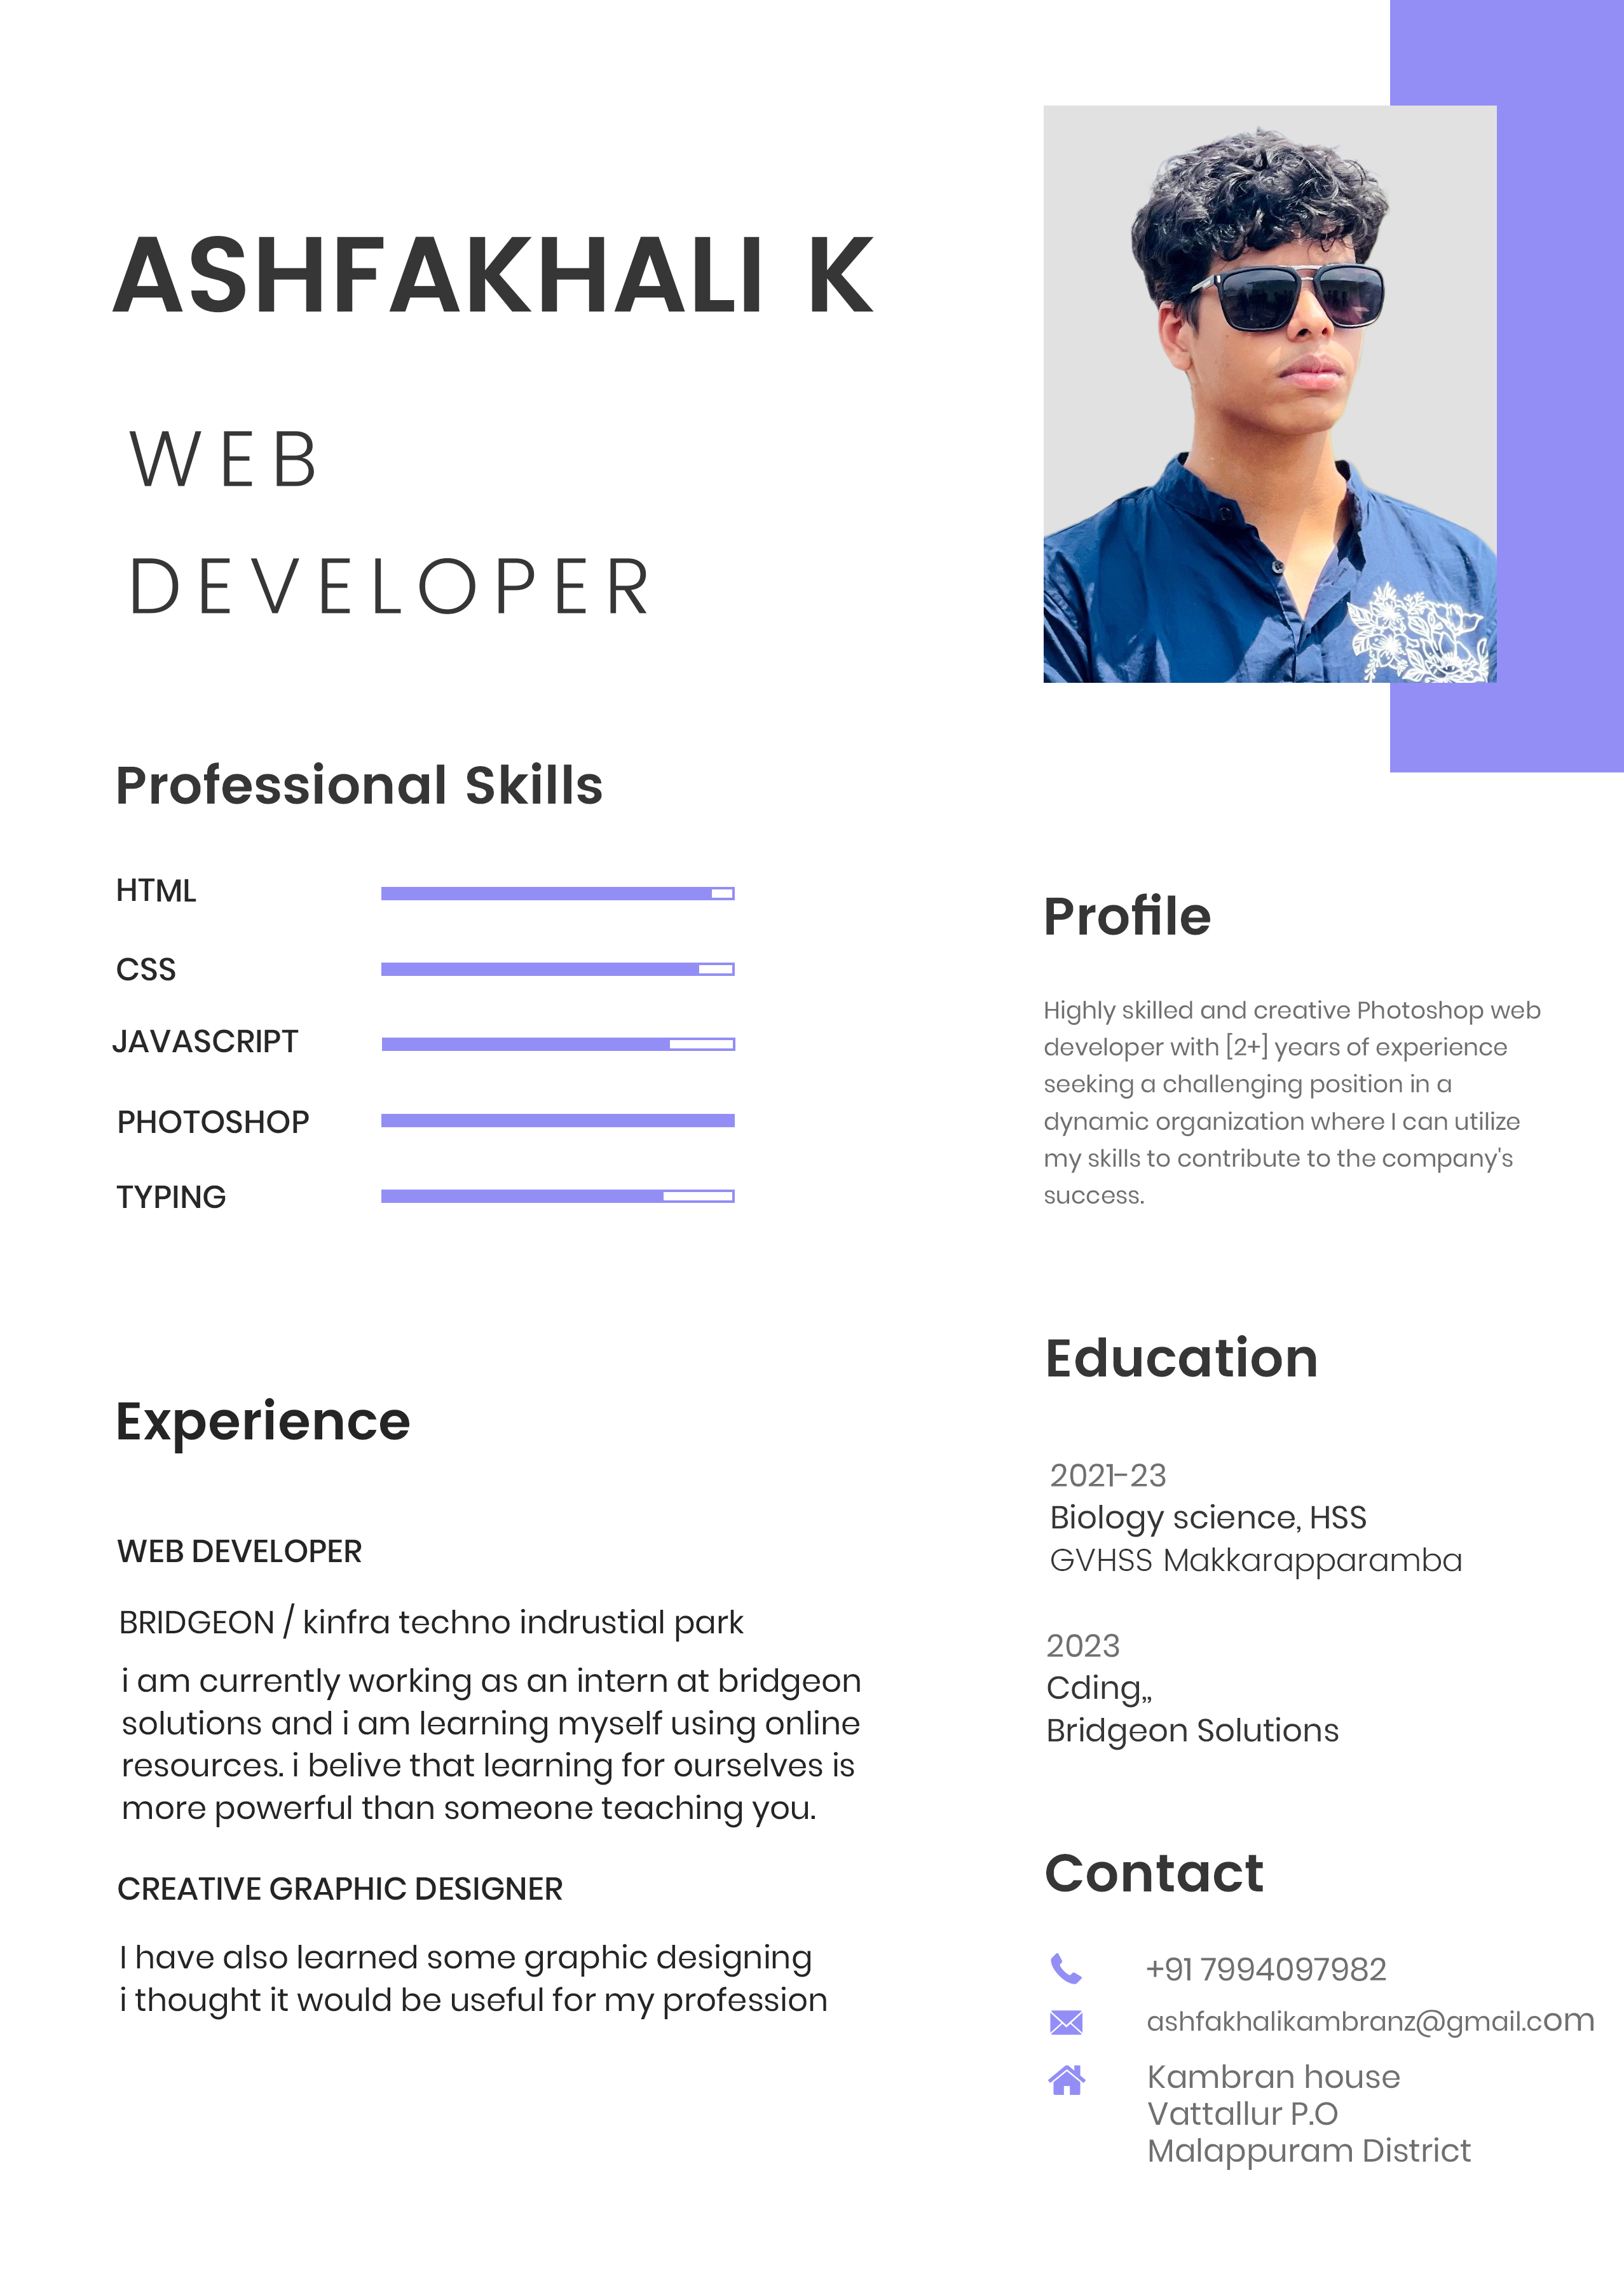 ASHFAKHALI K
WEB
DEVELOPER
Professional Skills
HTML
CSS
JAVASCRIPT
PHOTOSHOP
TYPING
Experience
WEB DEVELOPER
BRIDGEON / kinfra techno indrustial park
i am currently working as an intern at bridgeon
solutions and i am learning myself using online
resources. i belive that learning for ourselves is
more powerful than someone teaching you.
CREATIVE GRAPHIC DESIGNER
I have also learned some graphic designing
i thought it would be useful for my profession
Profile
Highly skilled and creative Photoshop web
developer with [2+] years of experience
seeking a challenging position in a
dynamic organization where I can utilize
my skills to contribute to the company's
success.
Education
2021-23
Biology science, HSS
GVHSS Makkarapparamba
2023
Cding,,
Bridgeon Solutions
Contact
+91 7994097982
ashfakhalikambranz@gmail.com
Kambran house
Vattallur P.O
Malappuram District